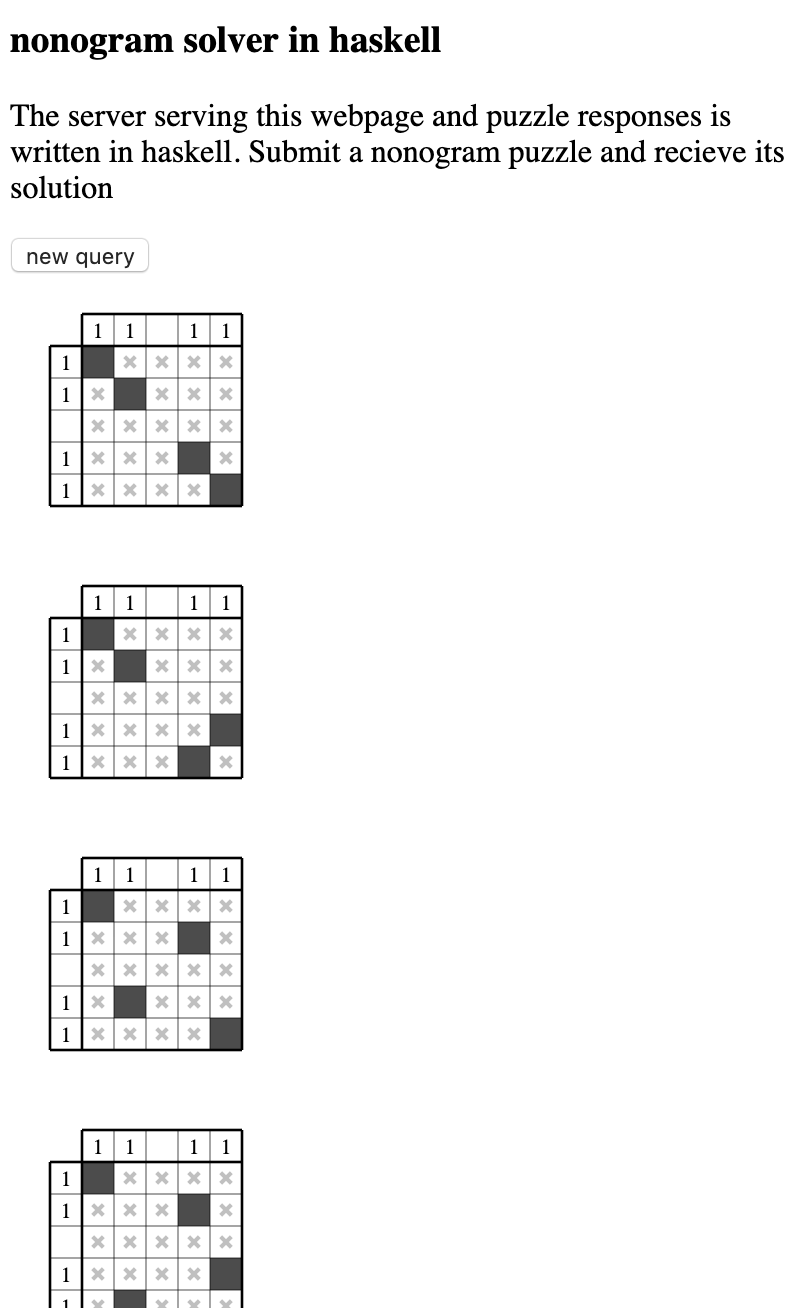 nonogram solver in haskell
The server serving this webpage and puzzle responses is
written in haskell. Submit a nonogram puzzle and recieve its
solution
new query
1 1 1 1
1
1
1
1
1 1 1 1
1
1
1
1
1 1 1 1
1
1
1
1
1 1 1 1
1
1
1
1